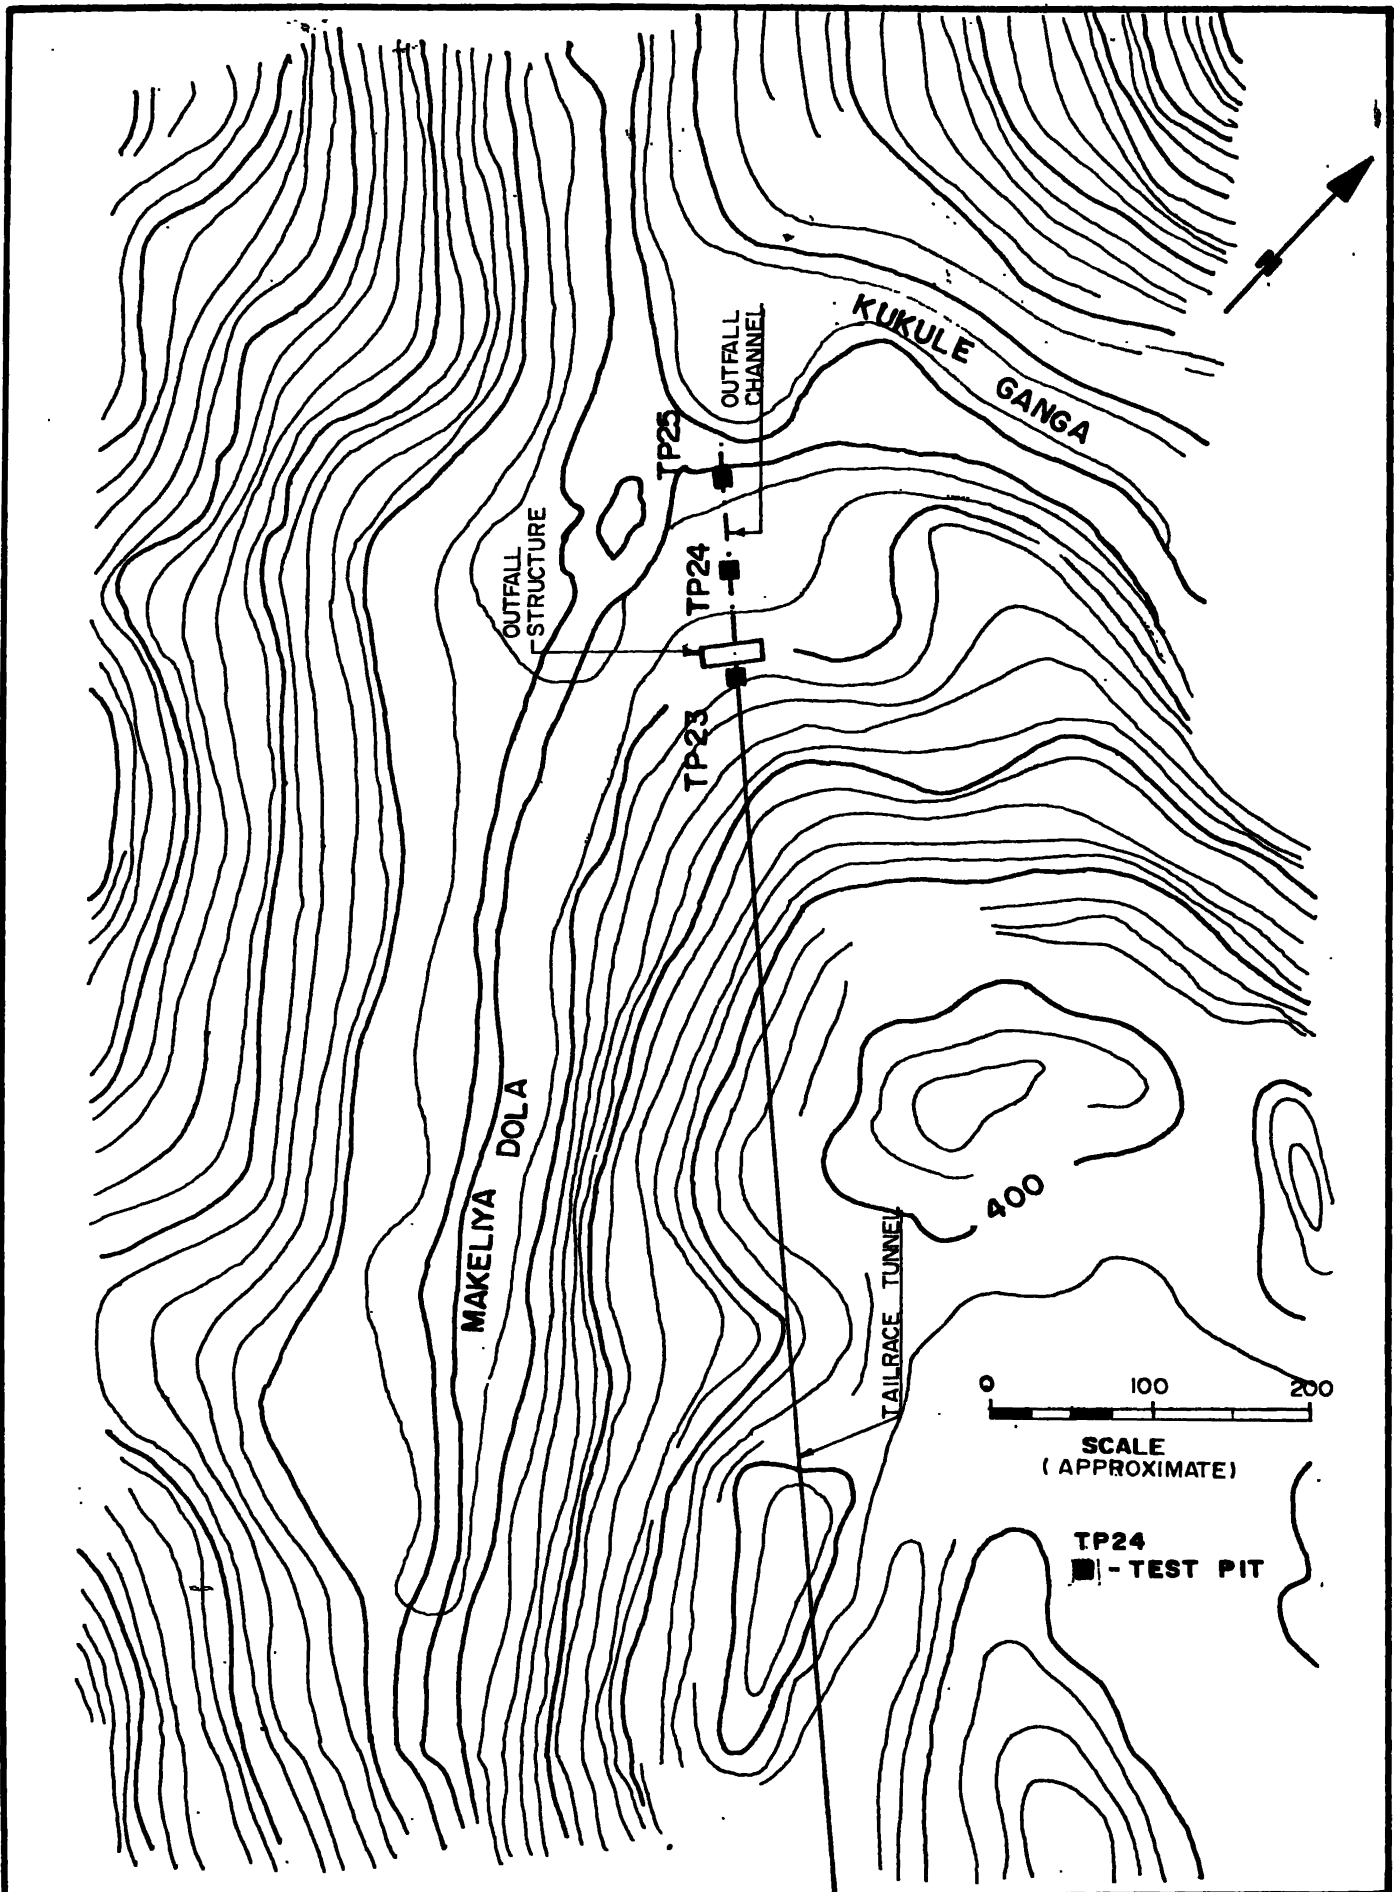 KUKULE GANGA
N
OUTFALL
CHANNEL
TP25
OUTFALL
STRUCTURE
TP24
TP23
MAKELIYA DOLA
400
TAILRACE TUNNEL
0 100 200
SCALE
(APPROXIMATE)
TP24
- TEST PIT